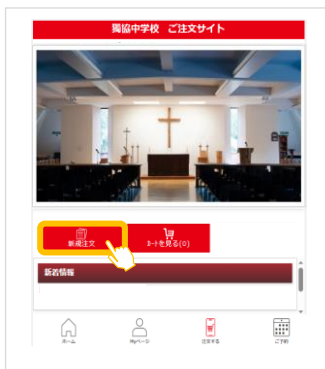 獨協中学校 ご注文サイト
新規注文
カートを見る(0)
新着情報
ホーム
Myページ
注文する
ご予約